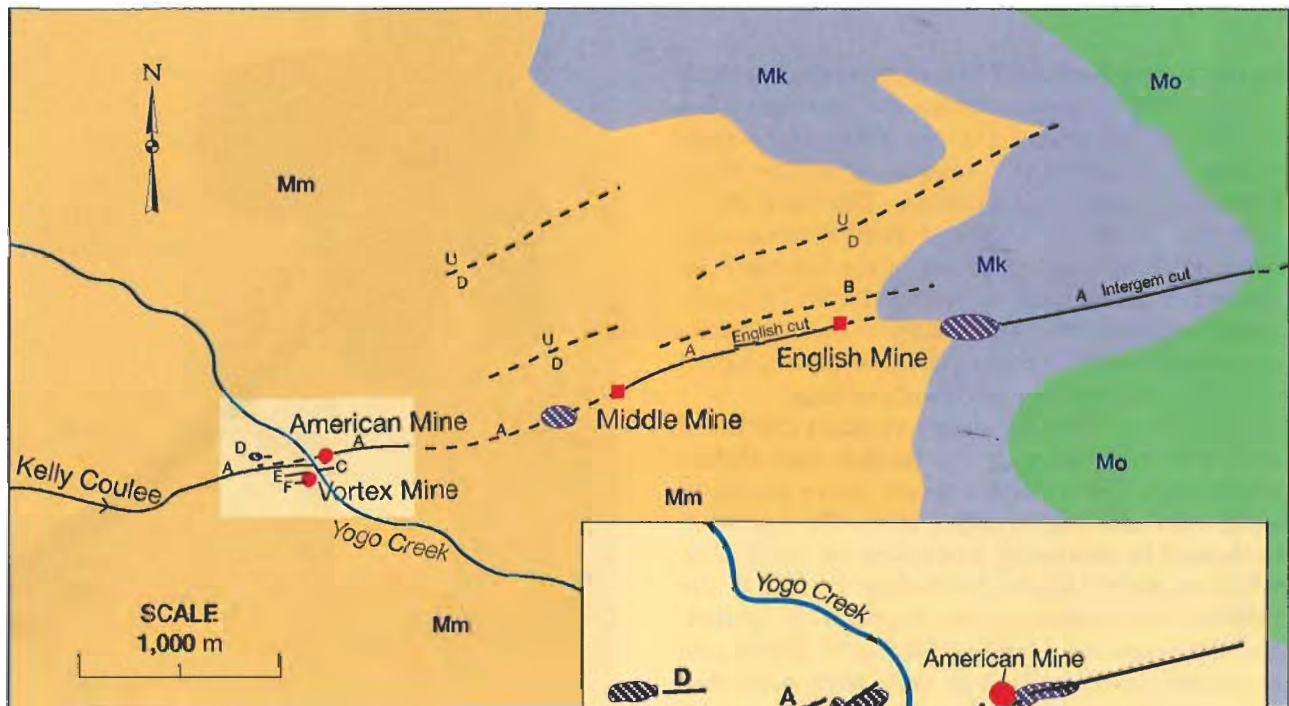 N
Mk
Mo
Mm
U
D
U
D
Mk
B
A Intergem cut
U
D
English cut
A
English Mine
Middle Mine
American Mine
A
A
D
A
C
E
F
Kelly Coulee
Vortex Mine
Mo
Mm
Yogo Creek
SCALE
1,000 m
Mm
Yogo Creek
American Mine
D
A